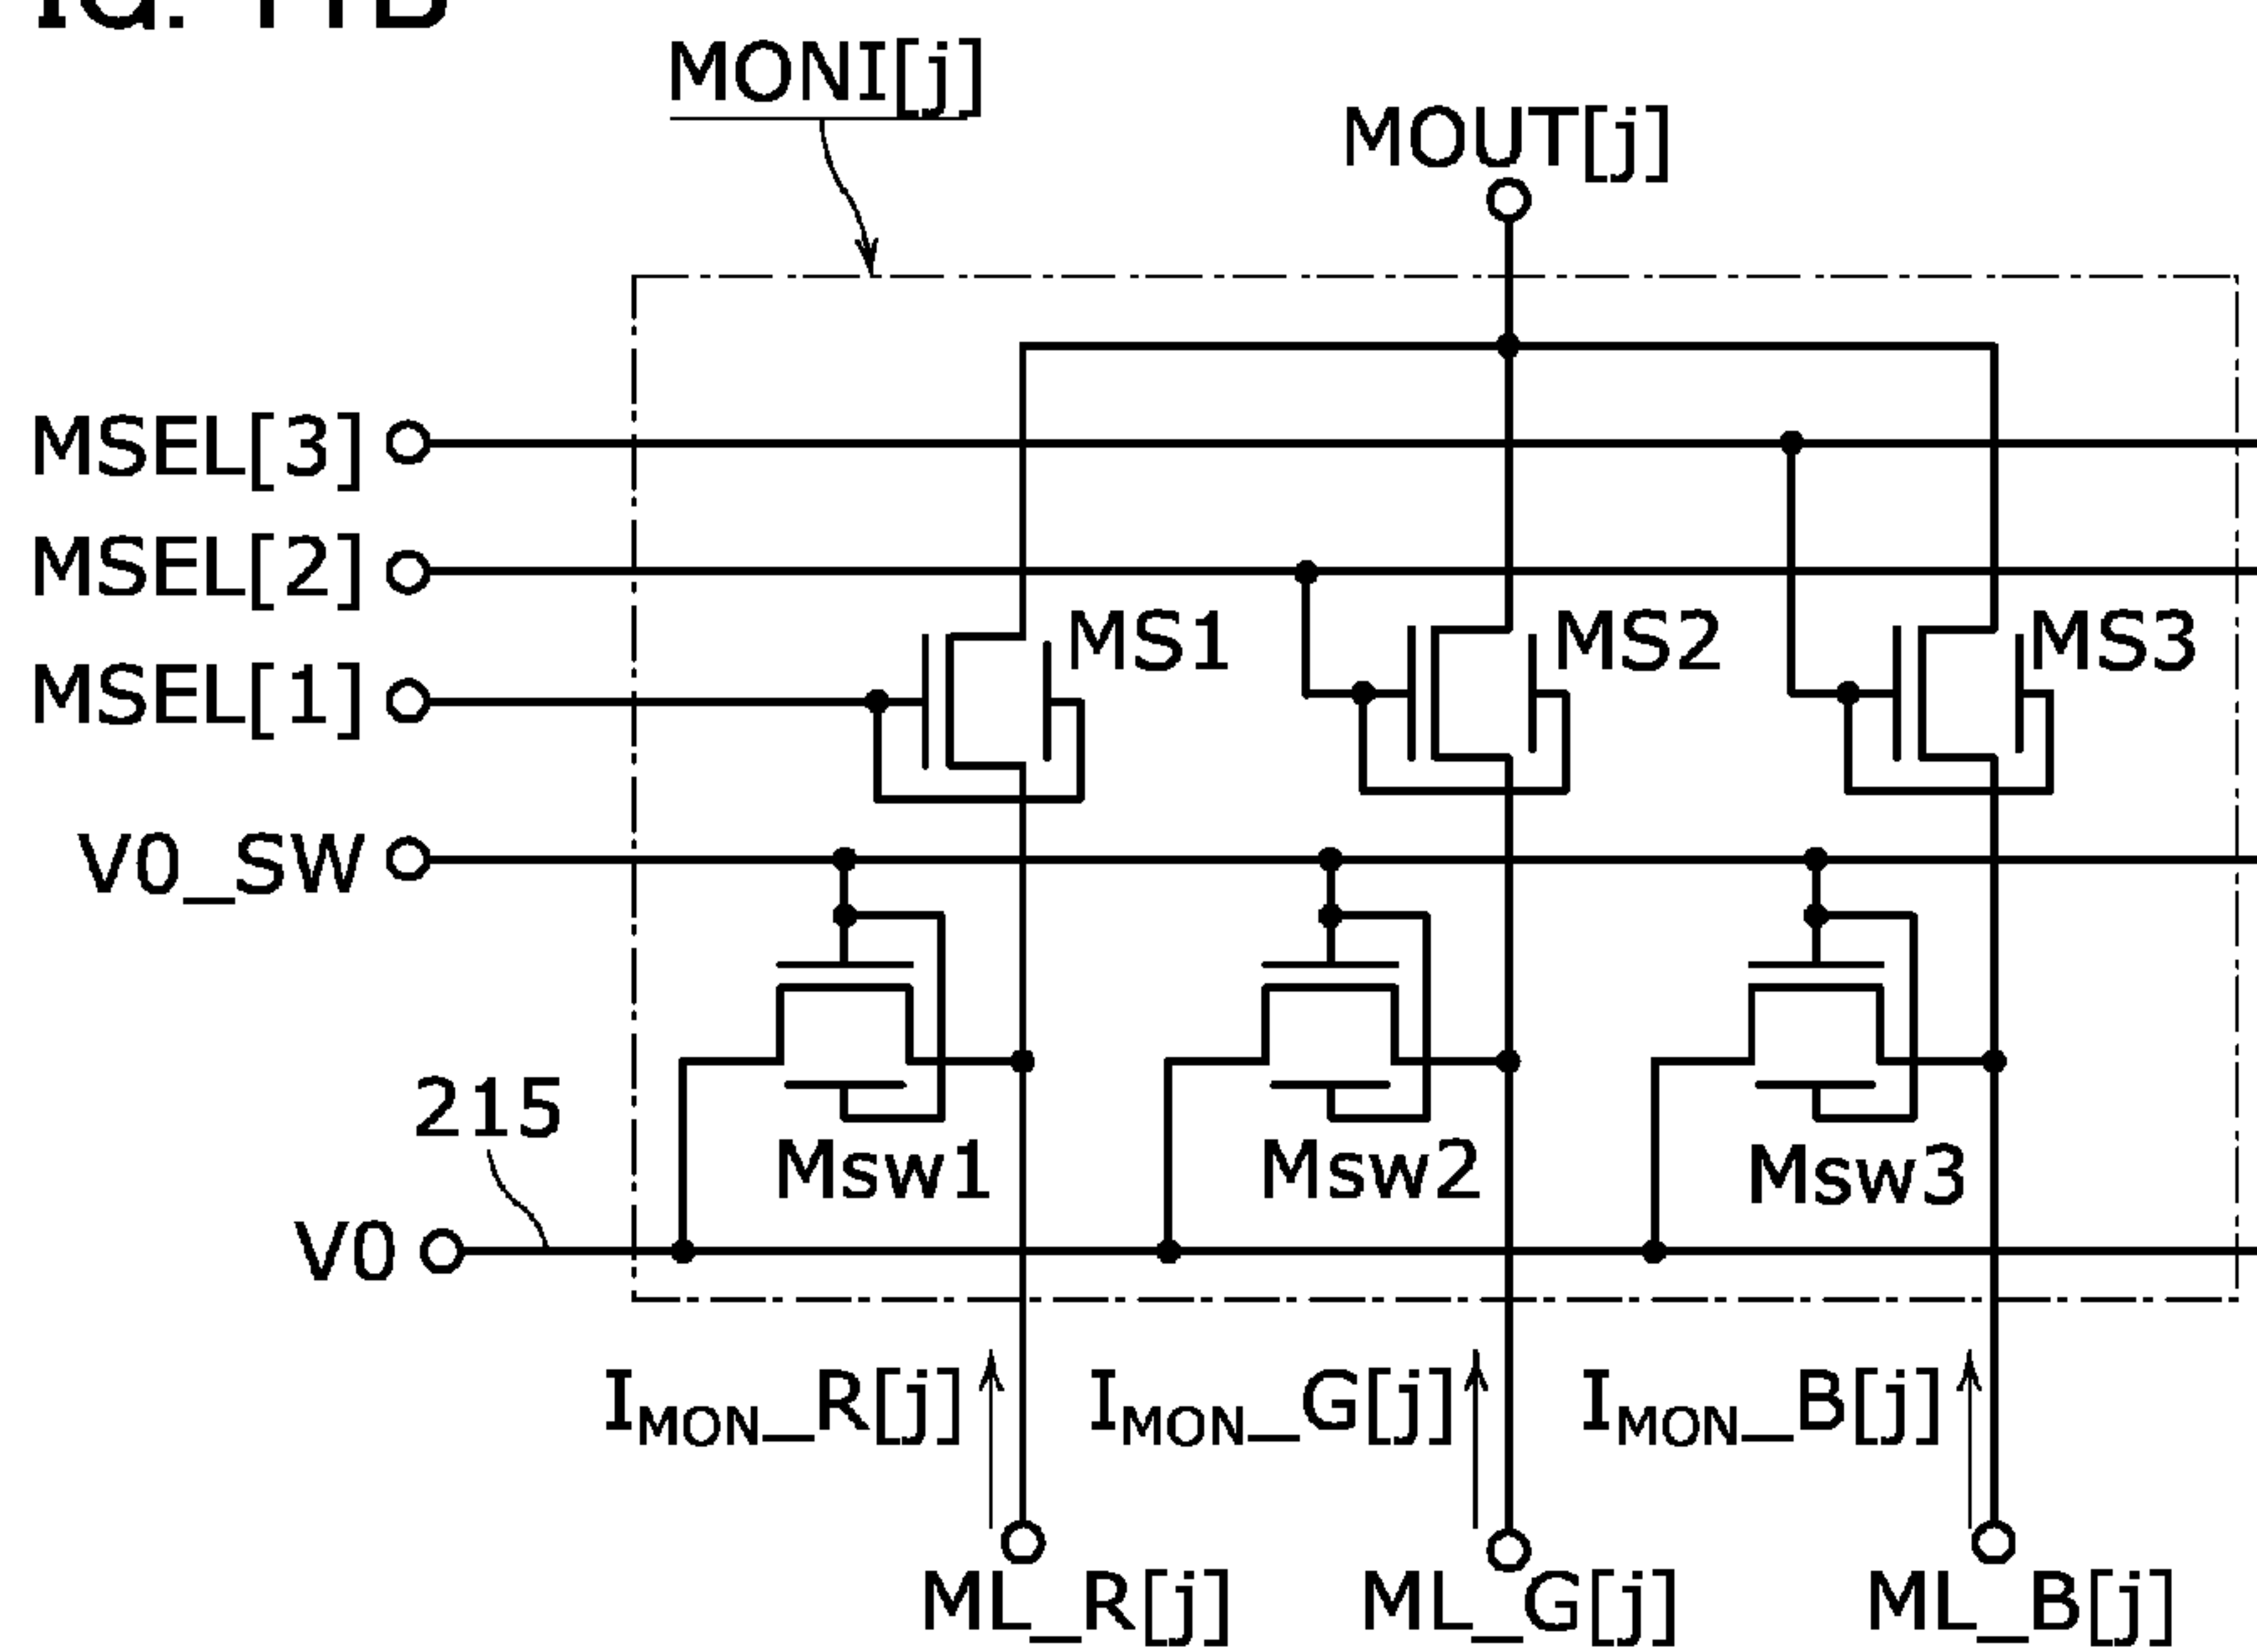 MONI[j]
MOUT[j]
MSEL[3]
MSEL[2]
MS1
MS2
MS3
MSEL[1]
V0_SW
215
Msw1
Msw2
Msw3
V0
IMON_R[j]
IMON_G[j]
IMON_B[j]
ML_R[j]
ML_G[j]
ML_B[j]